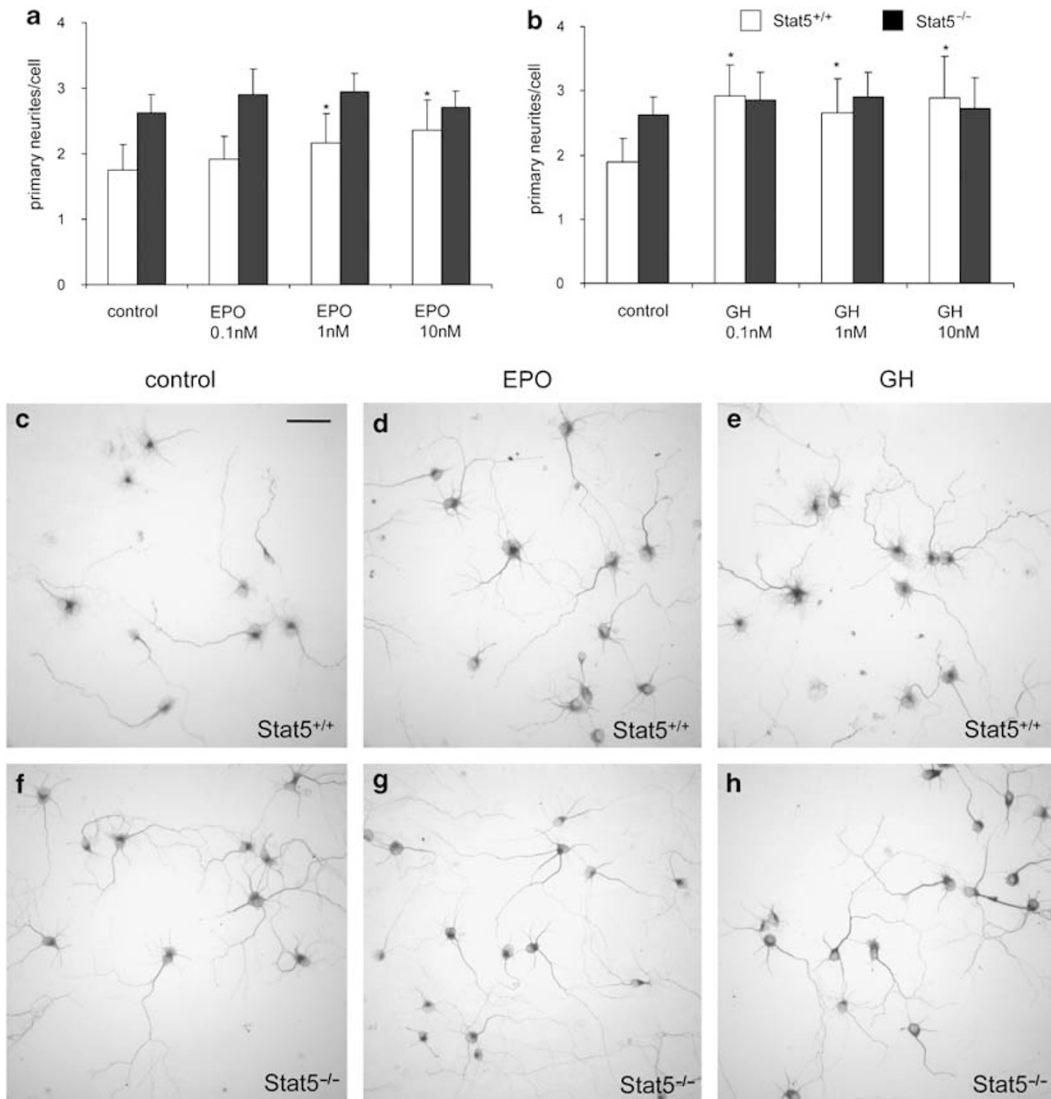 a
primary neurites/cell
4
3
2
1
0
*
*
control
EPO
0.1nM
EPO
1nM
EPO
10nM
b
Stat5+/+
Stat5−/−
primary neurites/cell
4
3
2
1
0
*
*
*
control
GH
0.1nM
GH
1nM
GH
10nM
control
EPO
GH
c
Stat5+/+
d
Stat5+/+
e
Stat5+/+
f
Stat5−/−
g
Stat5−/−
h
Stat5−/−